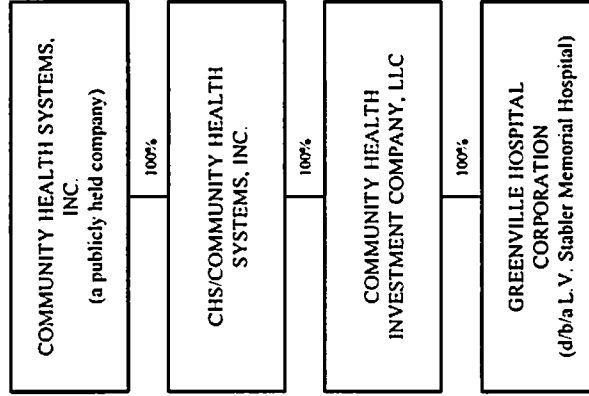 COMMUNITY HEALTH SYSTEMS,
INC.
(a publicly held company)
100%
CHS/COMMUNITY HEALTH
SYSTEMS, INC.
100%
COMMUNITY HEALTH
INVESTMENT COMPANY, LLC
100%
GREENVILLE HOSPITAL
CORPORATION
(d/b/a L.V. Stabler Memorial Hospital)